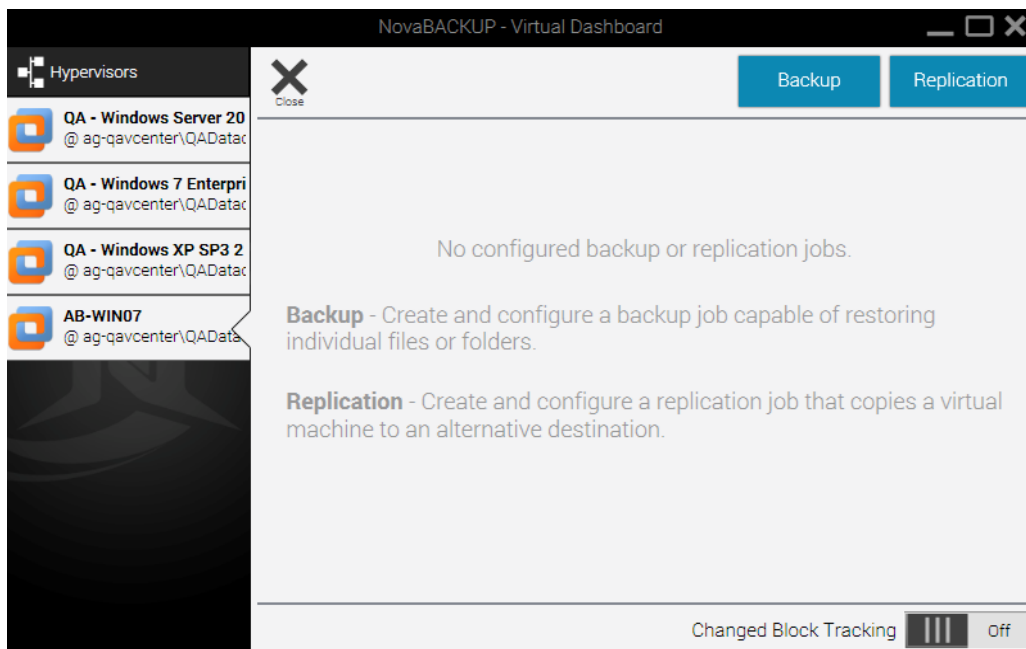 NovaBACKUP - Virtual Dashboard
Hypervisors
Close
Backup
Replication
QA - Windows Server 20
@ ag-qavcenter\QADatac
QA - Windows 7 Enterpri
@ ag-qavcenter\QADatac
QA - Windows XP SP3 2
@ ag-qavcenter\QADatac
AB-WIN07
@ ag-qavcenter\QAData
No configured backup or replication jobs.
Backup - Create and configure a backup job capable of restoring
individual files or folders.
Replication - Create and configure a replication job that copies a virtual
machine to an alternative destination.
Changed Block Tracking
Off